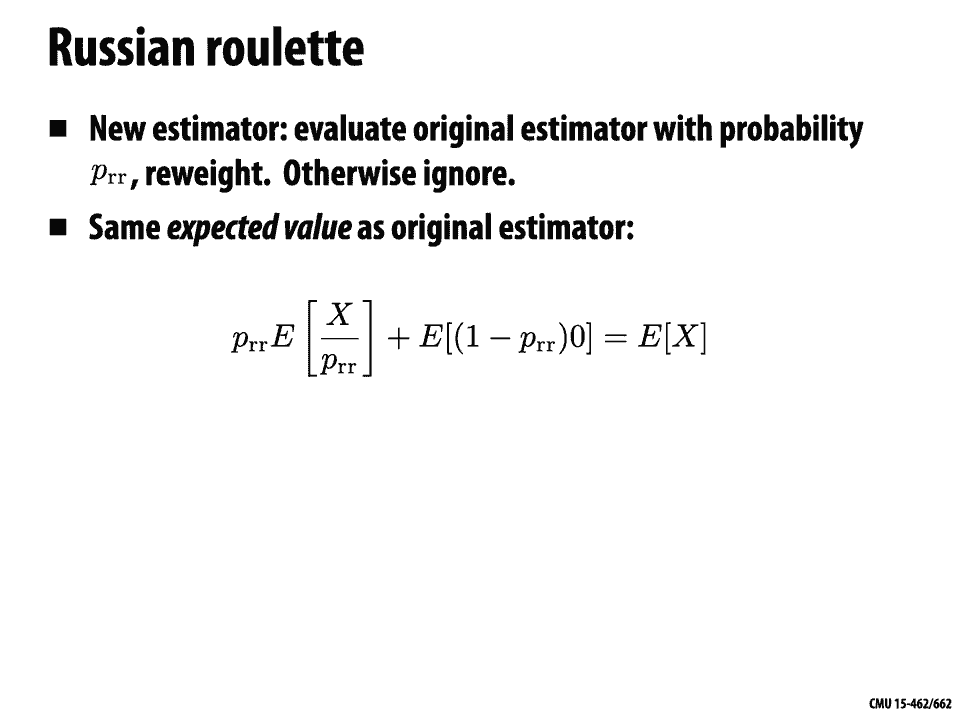 Russian roulette
■ New estimator: evaluate original estimator with probability
$p_{\mathrm{rr}}$, reweight. Otherwise ignore.
■ Same expected value as original estimator:
$p_{\mathrm{rr}} E\left[\frac{X}{p_{\mathrm{rr}}}\right] + E[(1 - p_{\mathrm{rr}})0] = E[X]$
CMU 15-462/662